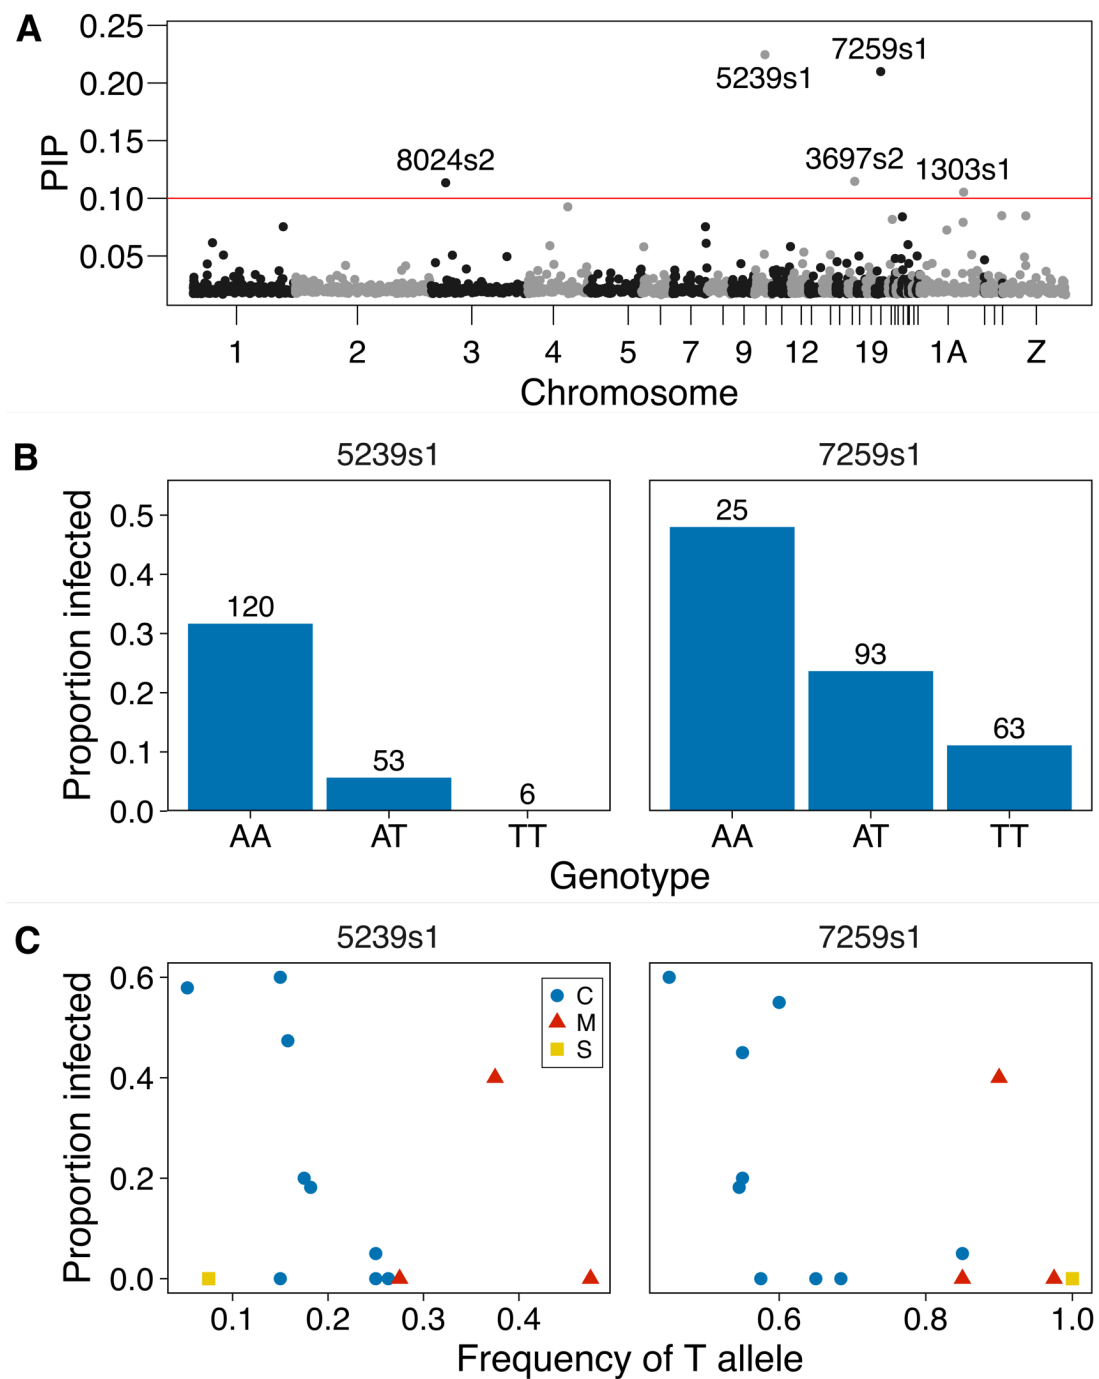 A
0.25
0.20
0.15
0.10
0.05
PIP
8024s2
5239s1
7259s1
3697s2
1303s1
1 2 3 4 5 7 9 12 19 1A Z
Chromosome
B
5239s1 7259s1
Proportion infected
0.5
0.4
0.3
0.2
0.1
0.0
120 53 6
25 93 63
AA AT TT AA AT TT
Genotype
C
5239s1 7259s1
Proportion infected
0.6
0.4
0.2
0.0
C
M
S
0.1 0.2 0.3 0.4 0.6 0.8 1.0
Frequency of T allele